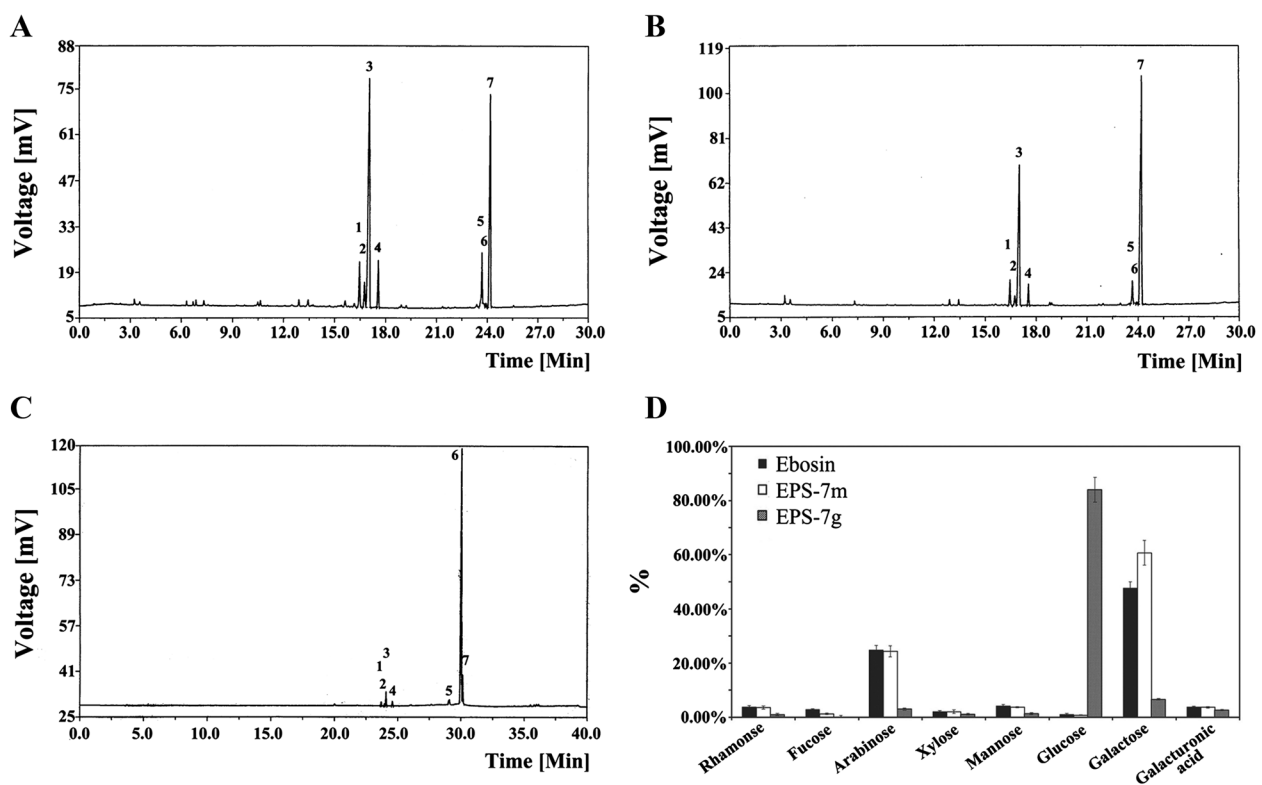 A
88
75
61
47
33
19
5
Voltage [mV]
1
2
3
4
5
6
7
0.0 3.0 6.0 9.0 12.0 15.0 18.0 21.0 24.0 27.0 30.0
Time [Min]
B
119
100
81
62
43
24
5
Voltage [mV]
1
2
3
4
5
6
7
0.0 3.0 6.0 9.0 12.0 15.0 18.0 21.0 24.0 27.0 30.0
Time [Min]
C
120
105
89
73
57
41
25
Voltage [mV]
1
2
3
4
5
6
7
0.0 5.0 10.0 15.0 20.0 25.0 30.0 35.0 40.0
Time [Min]
D
100.00%
80.00%
60.00%
40.00%
20.00%
0.00%
%
Ebosin
EPS-7m
EPS-7g
Rhamonse
Fucose
Arabinose
Xylose
Mannose
Glucose
Galactose
Galacturonic
acid